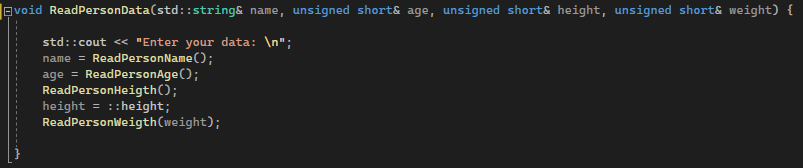 void ReadPersonData(std::string& name, unsigned short& age, unsigned short& height, unsigned short& weight) {
std::cout << "Enter your data: \n";
name = ReadPersonName();
age = ReadPersonAge();
ReadPersonHeigth();
height = ::height;
ReadPersonWeigth(weight);
}